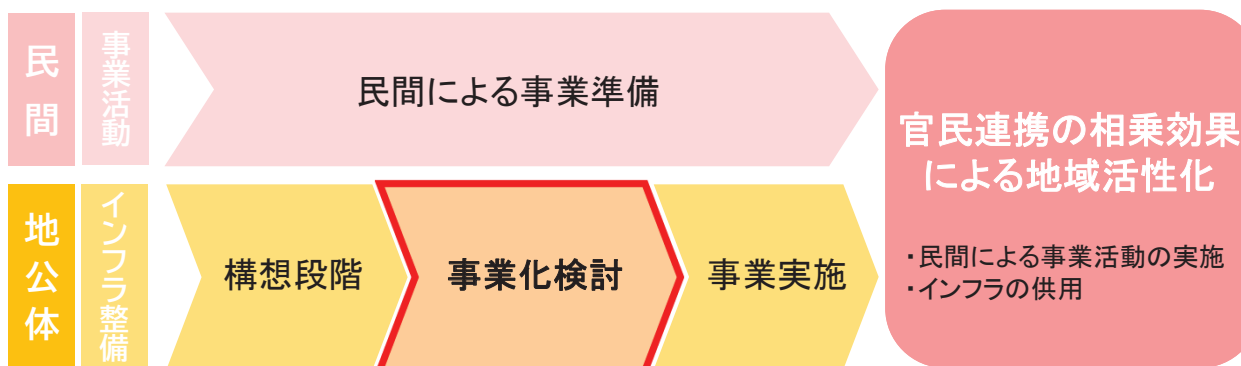 民間
事業活動
民間による事業準備
地公体
インフラ整備
構想段階
事業化検討
事業実施
官民連携の相乗効果
による地域活性化
・民間による事業活動の実施
・インフラの供用